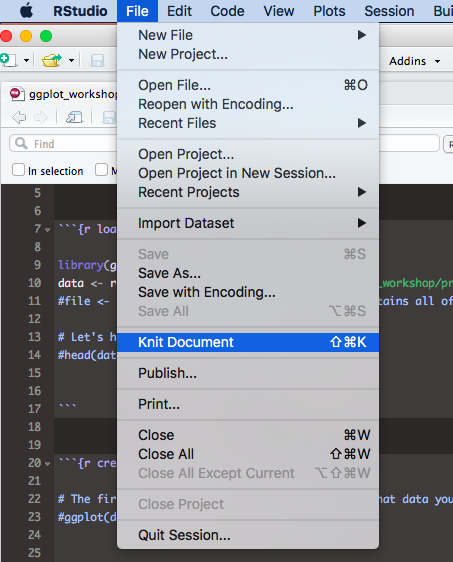 RStudio File Edit Code View Plots Session Bui
New File
New Project...
Addins
Open File... ⌘O
ggplot_workshop
Reopen with Encoding...
Recent Files
Find
Open Project...
In selection
Open Project in New Session...
Recent Projects
5
6
7 ```{r loa
Import Dataset
8
Save ⌘S
9 library(g
Save As...
10 data <- r _workshop/pr
Save with Encoding...
11 #file <- tains all of
Save All ⌥⌘S
12
13 # Let's h
Knit Document ⇧⌘K
14 #head(dat
15
Publish...
16
Print...
17 ```
18
Close ⌘W
19
Close All ⇧⌘W
20 ```{r cre
Close All Except Current ⌥⇧⌘W
21
22 # The fir hat data you
Close Project
23 #ggplot(d
24
Quit Session...
25